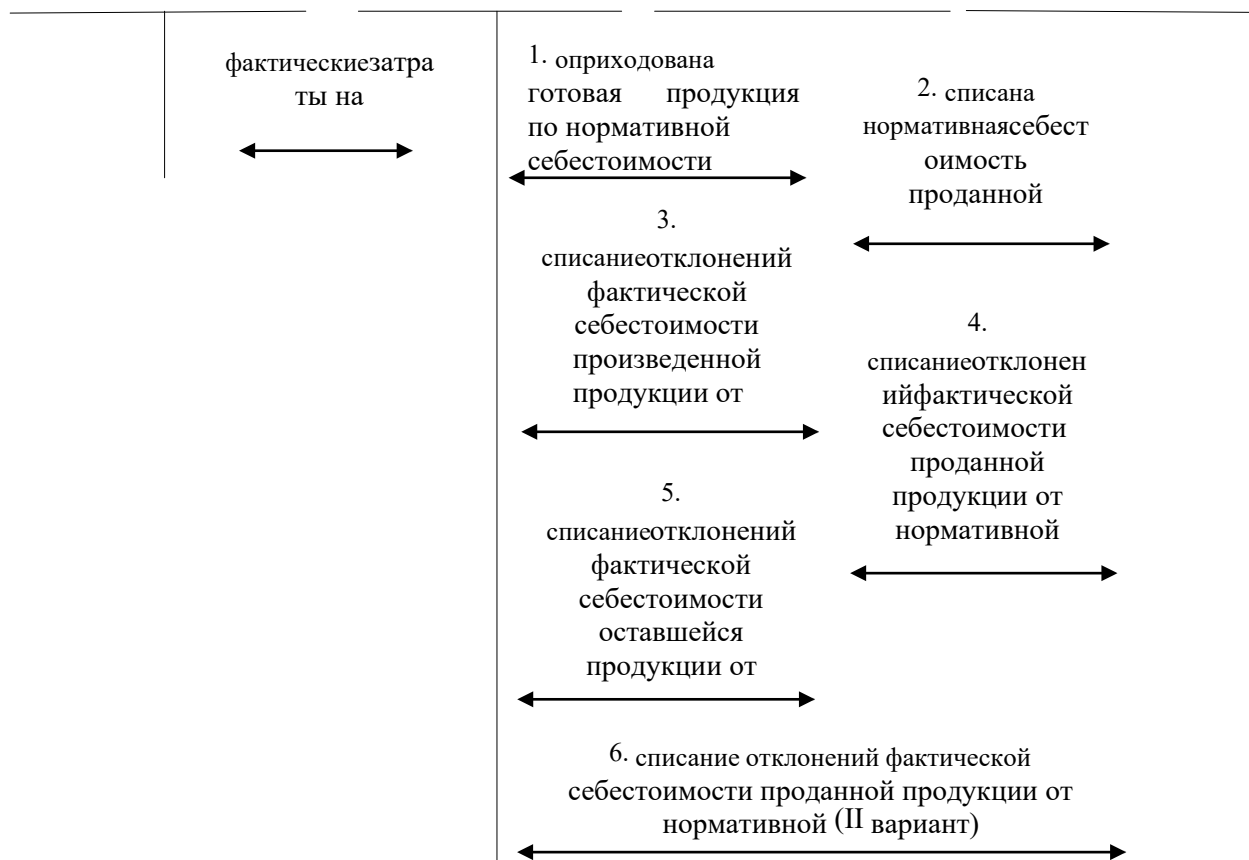 фактическиезатра
ты на
1. оприходована
готовая продукция
по нормативной
себестоимости
2. списана
нормативнаясебест
оимость
проданной
3.
списаниеотклонений
фактической
себестоимости
произведенной
продукции от
4.
списаниеотклонен
ийфактической
себестоимости
проданной
продукции от
нормативной
5.
списаниеотклонений
фактической
себестоимости
оставшейся
продукции от
6. списание отклонений фактической
себестоимости проданной продукции от
нормативной (II вариант)